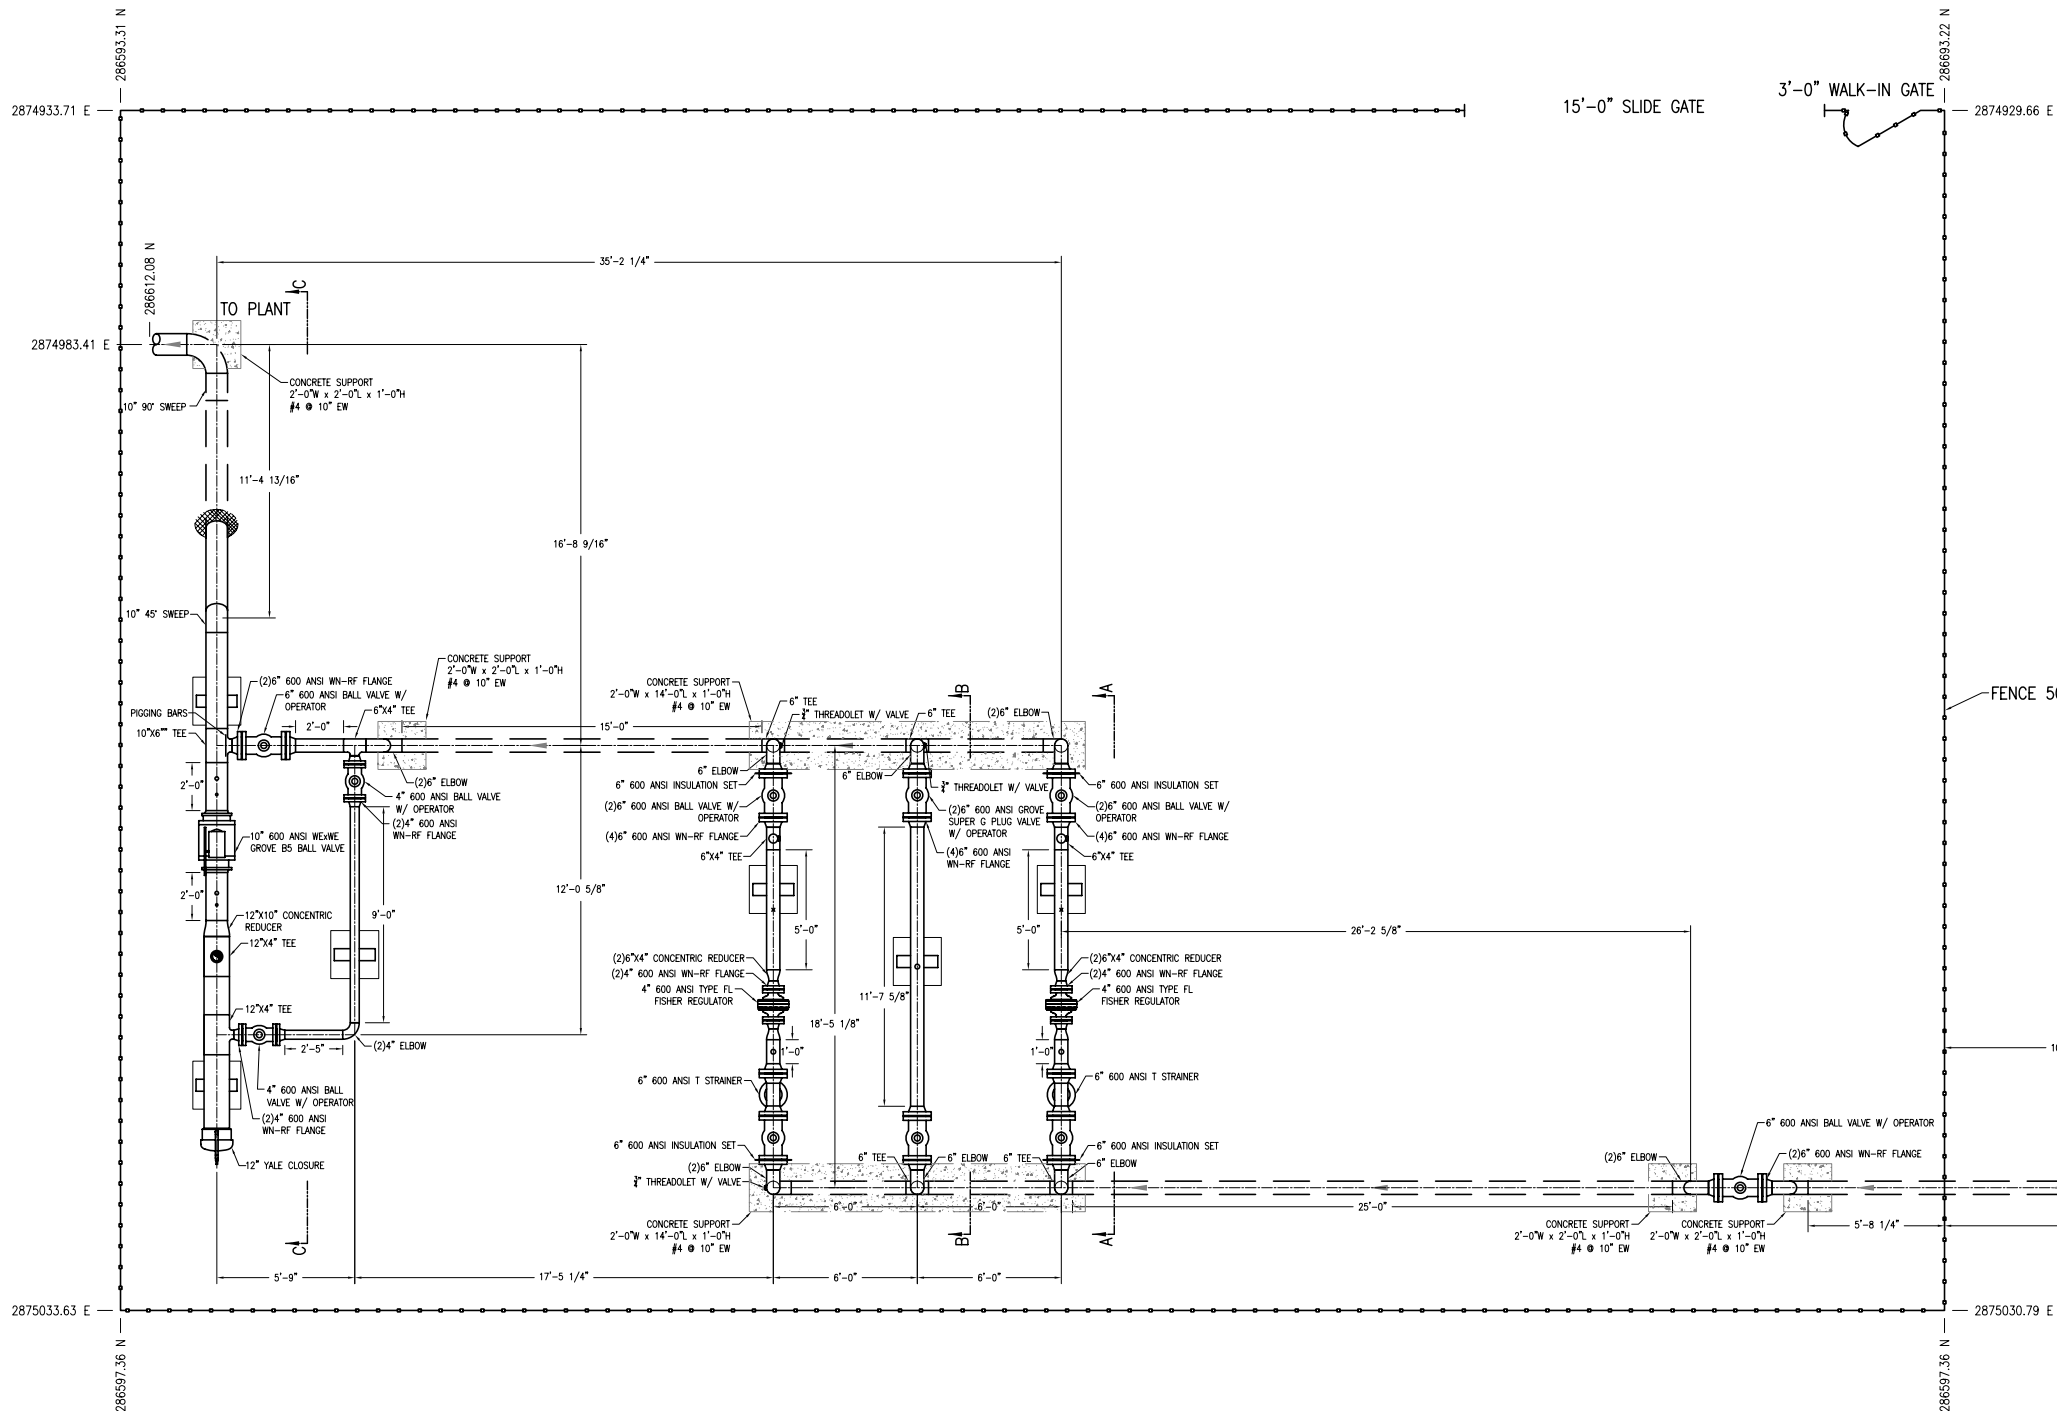 286593.31 N
286693.22 N
2874933.71 E
15'-0" SLIDE GATE
3'-0" WALK-IN GATE
2874929.66 E
286612.08 N
35'-2 1/4"
C
TO PLANT
2874983.41 E
CONCRETE SUPPORT
2'-0"W x 2'-0"L x 1'-0"H
#4 @ 10" EW
10" 90° SWEEP
11'-4 13/16"
16'-8 9/16"
10" 45° SWEEP
CONCRETE SUPPORT
2'-0"W x 2'-0"L x 1'-0"H
#4 @ 10" EW
(2)6" 600 ANSI WN-RF FLANGE
6" 600 ANSI BALL VALVE W/
OPERATOR
PIGGING BARS
2'-0"
6"X4" TEE
10"X6"" TEE
15'-0"
CONCRETE SUPPORT
2'-0"W x 14'-0"L x 1'-0"H
#4 @ 10" EW
6" TEE
¾" THREADOLET W/ VALVE
6" TEE
B
(2)6" ELBOW
A
FENCE
2'-0"
(2)6" ELBOW
4" 600 ANSI BALL VALVE
W/ OPERATOR
(2)4" 600 ANSI
WN-RF FLANGE
6" ELBOW
6" 600 ANSI INSULATION SET
(2)6" 600 ANSI BALL VALVE W/
OPERATOR
(4)6" 600 ANSI WN-RF FLANGE
6"X4" TEE
6" ELBOW
¾" THREADOLET W/ VALVE
(2)6" 600 ANSI GROVE
SUPER G PLUG VALVE
W/ OPERATOR
(4)6" 600 ANSI
WN-RF FLANGE
6" 600 ANSI INSULATION SET
(2)6" 600 ANSI BALL VALVE W/
OPERATOR
(4)6" 600 ANSI WN-RF FLANGE
6"X4" TEE
10" 600 ANSI WExWE
GROVE B5 BALL VALVE
2'-0"
12'-0 5/8"
12"X10" CONCENTRIC
REDUCER
9'-0"
12"X4" TEE
5'-0"
5'-0"
26'-2 5/8"
(2)6"X4" CONCENTRIC REDUCER
(2)4" 600 ANSI WN-RF FLANGE
4" 600 ANSI TYPE FL
FISHER REGULATOR
11'-7 5/8"
(2)6"X4" CONCENTRIC REDUCER
(2)4" 600 ANSI WN-RF FLANGE
4" 600 ANSI TYPE FL
FISHER REGULATOR
12"X4" TEE
18'-5 1/8"
2'-5"
(2)4" ELBOW
1'-0"
1'-0"
6" 600 ANSI T STRAINER
6" 600 ANSI T STRAINER
4" 600 ANSI BALL
VALVE W/ OPERATOR
(2)4" 600 ANSI
WN-RF FLANGE
12" YALE CLOSURE
6" 600 ANSI INSULATION SET
(2)6" ELBOW
¾" THREADOLET W/ VALVE
6" TEE
6" ELBOW
6" TEE
6" 600 ANSI INSULATION SET
6" ELBOW
6" 600 ANSI BALL VALVE W/ OPERATOR
(2)6" ELBOW
(2)6" 600 ANSI WN-RF FLANGE
6'-0"
6'-0"
25'-0"
CONCRETE SUPPORT
2'-0"W x 14'-0"L x 1'-0"H
#4 @ 10" EW
C
B
A
CONCRETE SUPPORT
2'-0"W x 2'-0"L x 1'-0"H
#4 @ 10" EW
CONCRETE SUPPORT
2'-0"W x 2'-0"L x 1'-0"H
#4 @ 10" EW
5'-8 1/4"
5'-9"
17'-5 1/4"
6'-0"
6'-0"
2875033.63 E
2875030.79 E
286597.36 N
286597.36 N